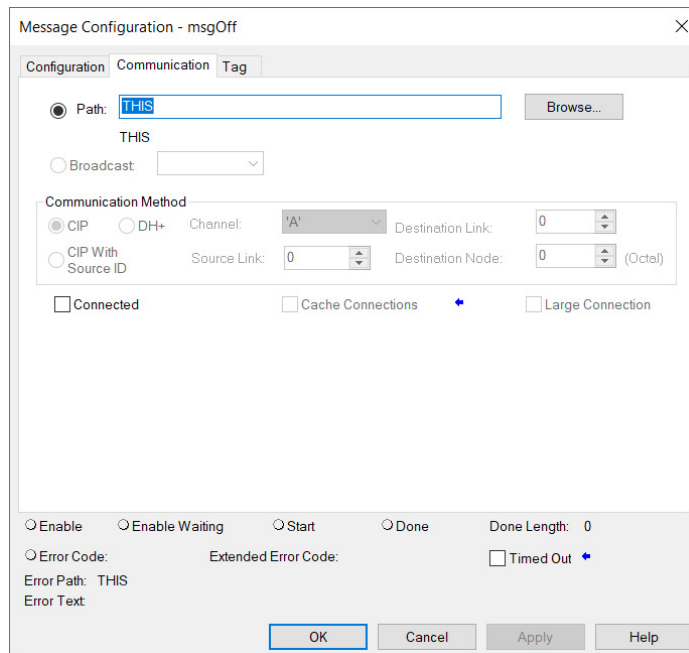 Message Configuration - msgOff
Configuration Communication Tag
Path: THIS Browse...
THIS
Broadcast:
Communication Method
CIP DH+ Channel: 'A' Destination Link: 0
CIP With Source ID Source Link: 0 Destination Node: 0 (Octal)
Connected Cache Connections Large Connection
Enable Enable Waiting Start Done Done Length: 0
Error Code: Extended Error Code: Timed Out
Error Path: THIS
Error Text:
OK Cancel Apply Help